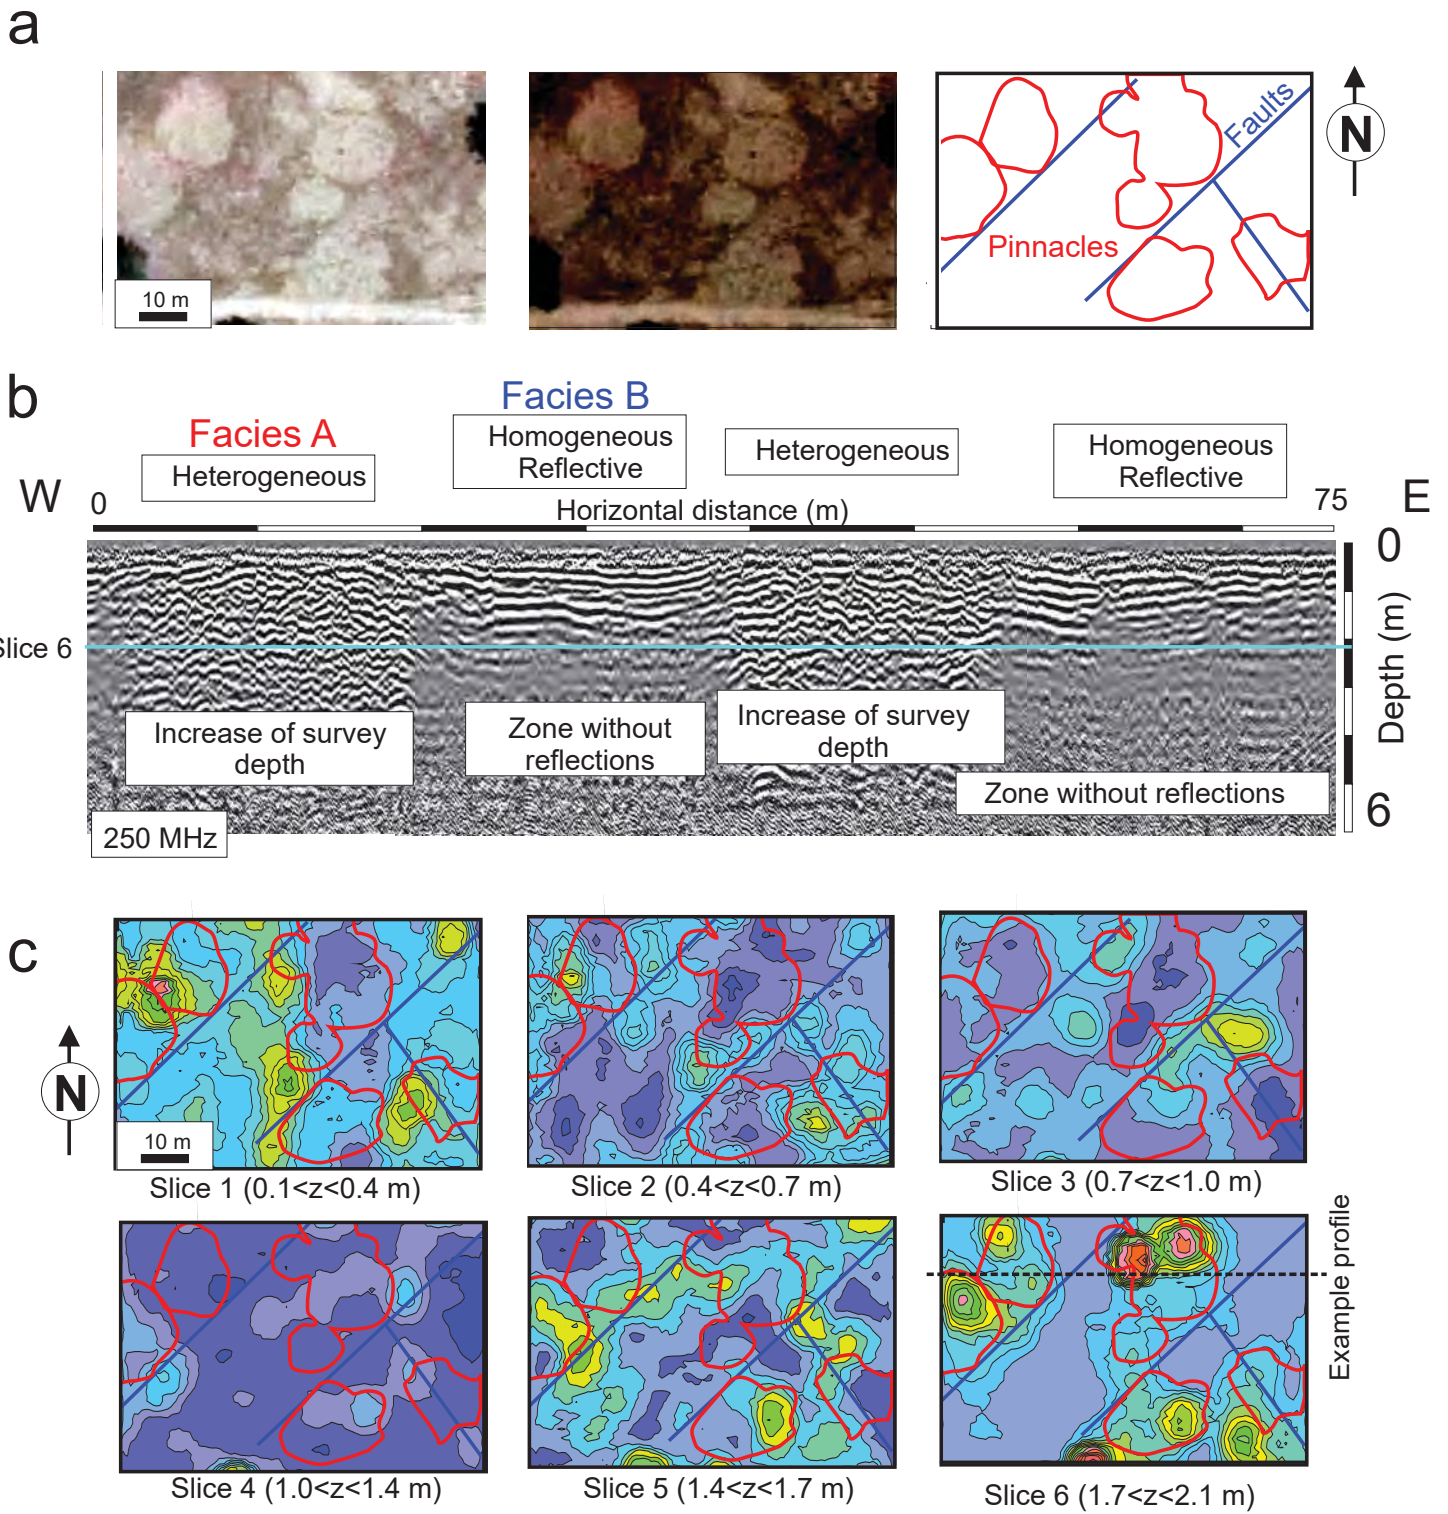 a
10 m
Pinnacles
Faults
N
b
Facies A
Facies B
Heterogeneous
Homogeneous
Reflective
Heterogeneous
Homogeneous
Reflective
W
0
Horizontal distance (m)
75
E
0
Slice 6
Depth (m)
Increase of survey
depth
Zone without
reflections
Increase of survey
depth
Zone without reflections
6
250 MHz
c
N
10 m
Slice 1 (0.1<z<0.4 m)
Slice 2 (0.4<z<0.7 m)
Slice 3 (0.7<z<1.0 m)
Example profile
Slice 4 (1.0<z<1.4 m)
Slice 5 (1.4<z<1.7 m)
Slice 6 (1.7<z<2.1 m)